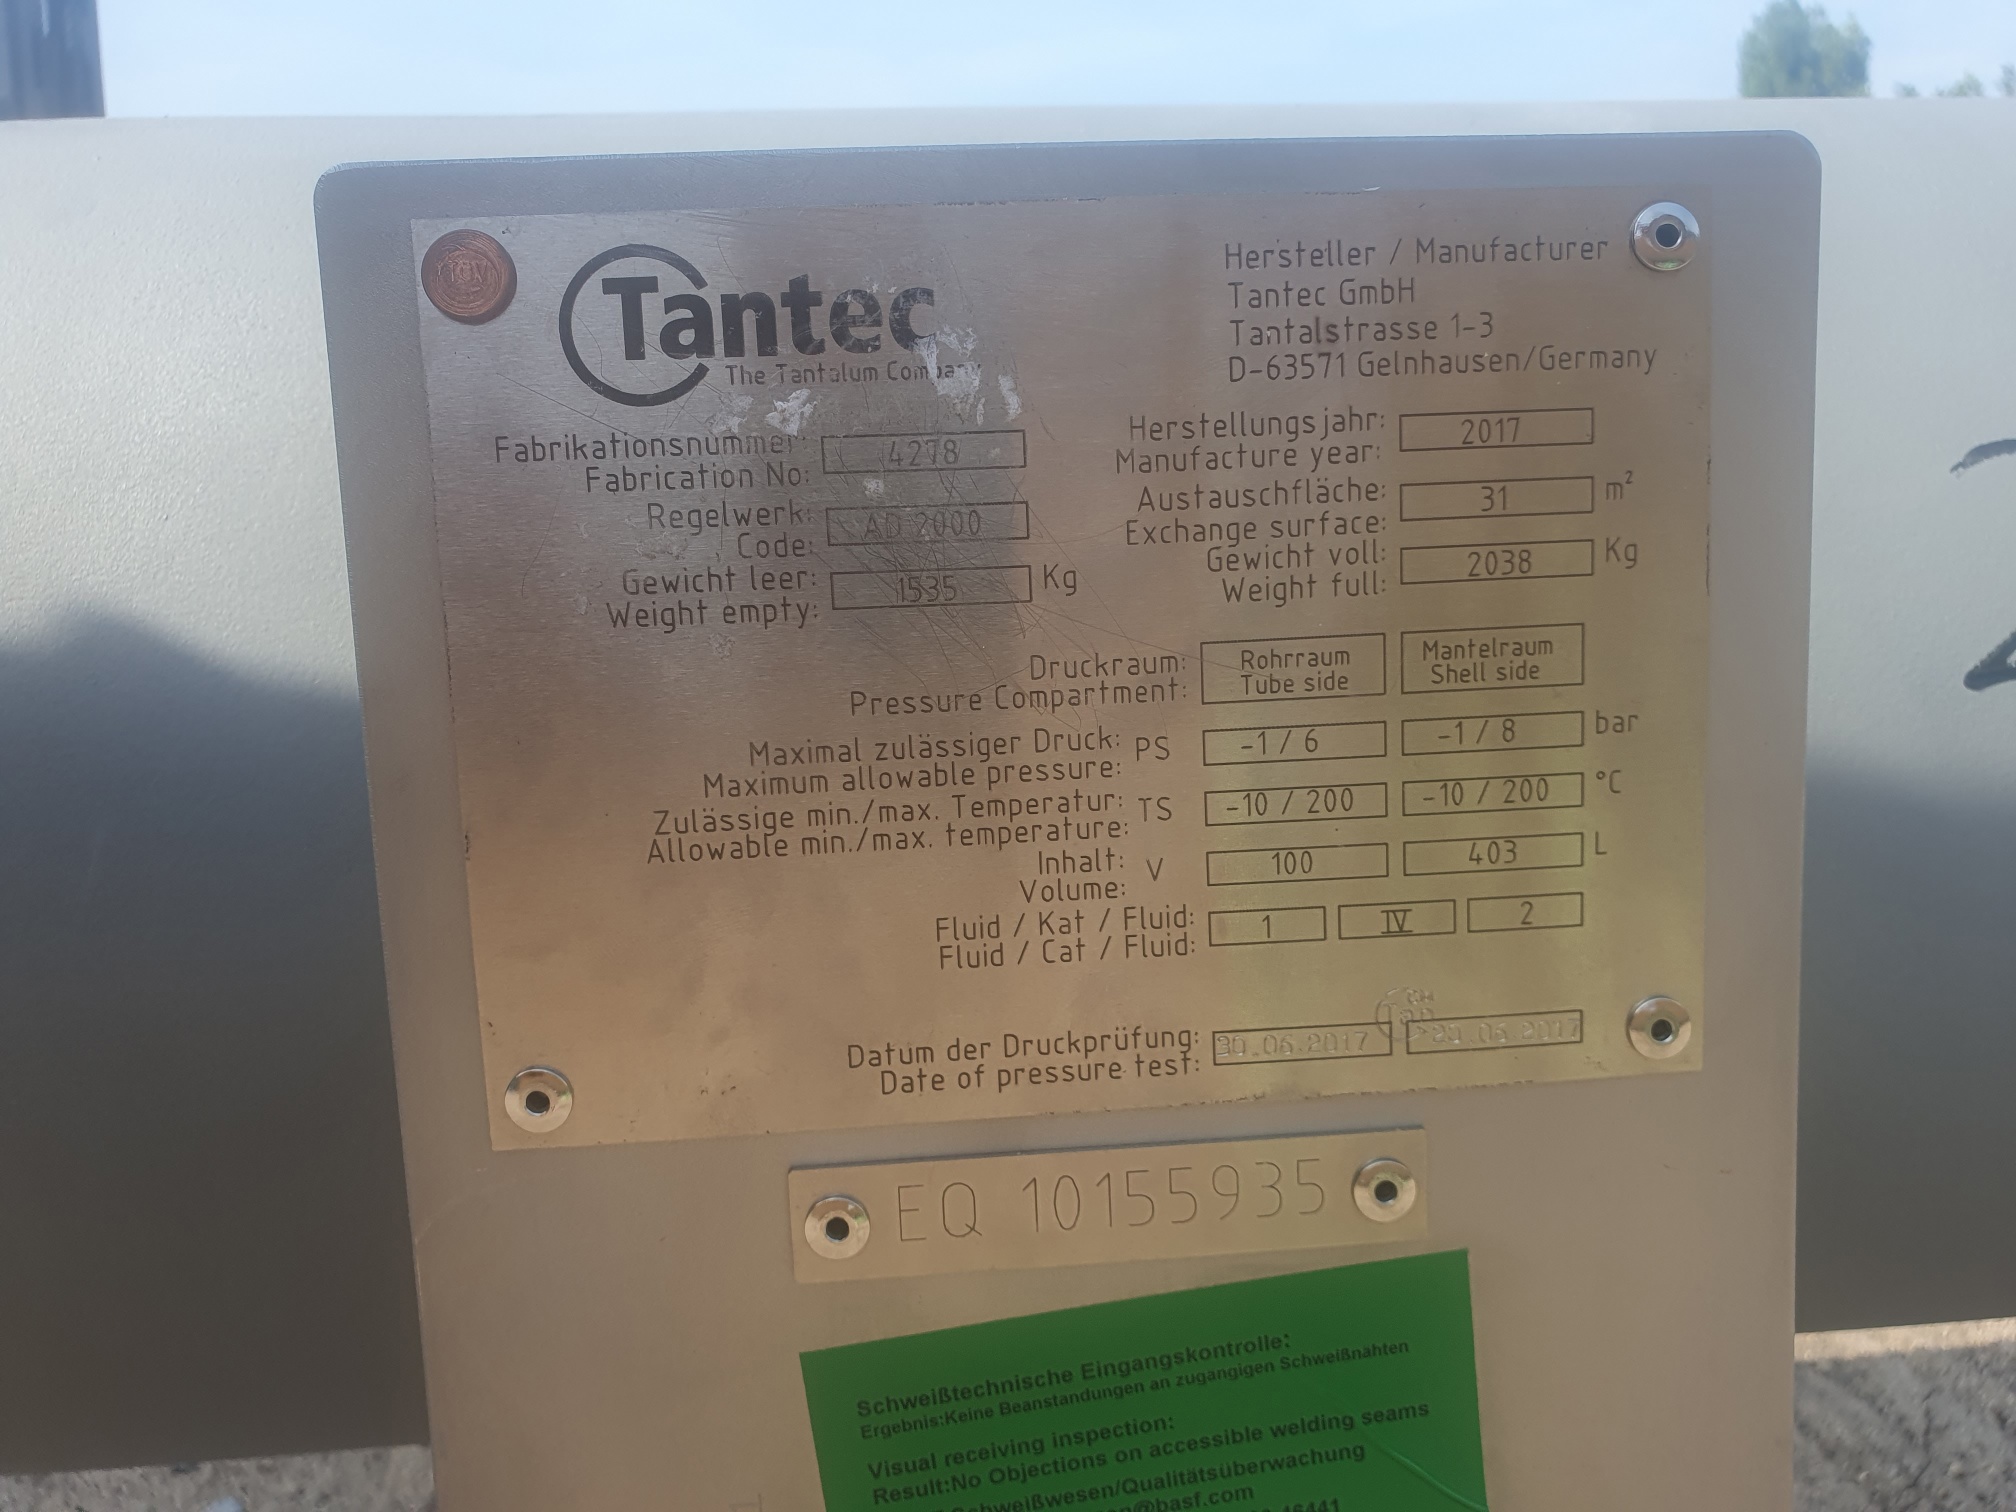 TÜV
Tantec
The Tantalum Company
Hersteller / Manufacturer
Tantec GmbH
Tantalstrasse 1-3
D-63571 Gelnhausen/Germany
Fabrikationsnummer: 4278
Fabrication No:
Regelwerk: AD 2000
Code:
Gewicht leer: 1535 Kg
Weight empty:
Herstellungsjahr: 2017
Manufacture year:
Austauschfläche: 31 m²
Exchange surface:
Gewicht voll: 2038 Kg
Weight full:
Druckraum: Rohrraum Mantelraum
Pressure Compartment: Tube side Shell side
Maximal zulässiger Druck: PS -1 / 6 -1 / 8 bar
Maximum allowable pressure:
Zulässige min./max. Temperatur: TS -10 / 200 -10 / 200 °C
Allowable min./max. temperature:
Inhalt: V 100 403 L
Volume:
Fluid / Kat / Fluid: 1 IV 2
Fluid / Cat / Fluid:
Datum der Druckprüfung: 30.06.2017
Date of pressure test:
EQ 10155935
Schweißtechnische Eingangskontrolle:
Ergebnis:Keine Beanstandungen an zugangigen Schweißnähten
Visual receiving inspection:
Result:No Objections on accessible welding seams
Schweißwesen/Qualitätsüberwachung
@basf.com
46441